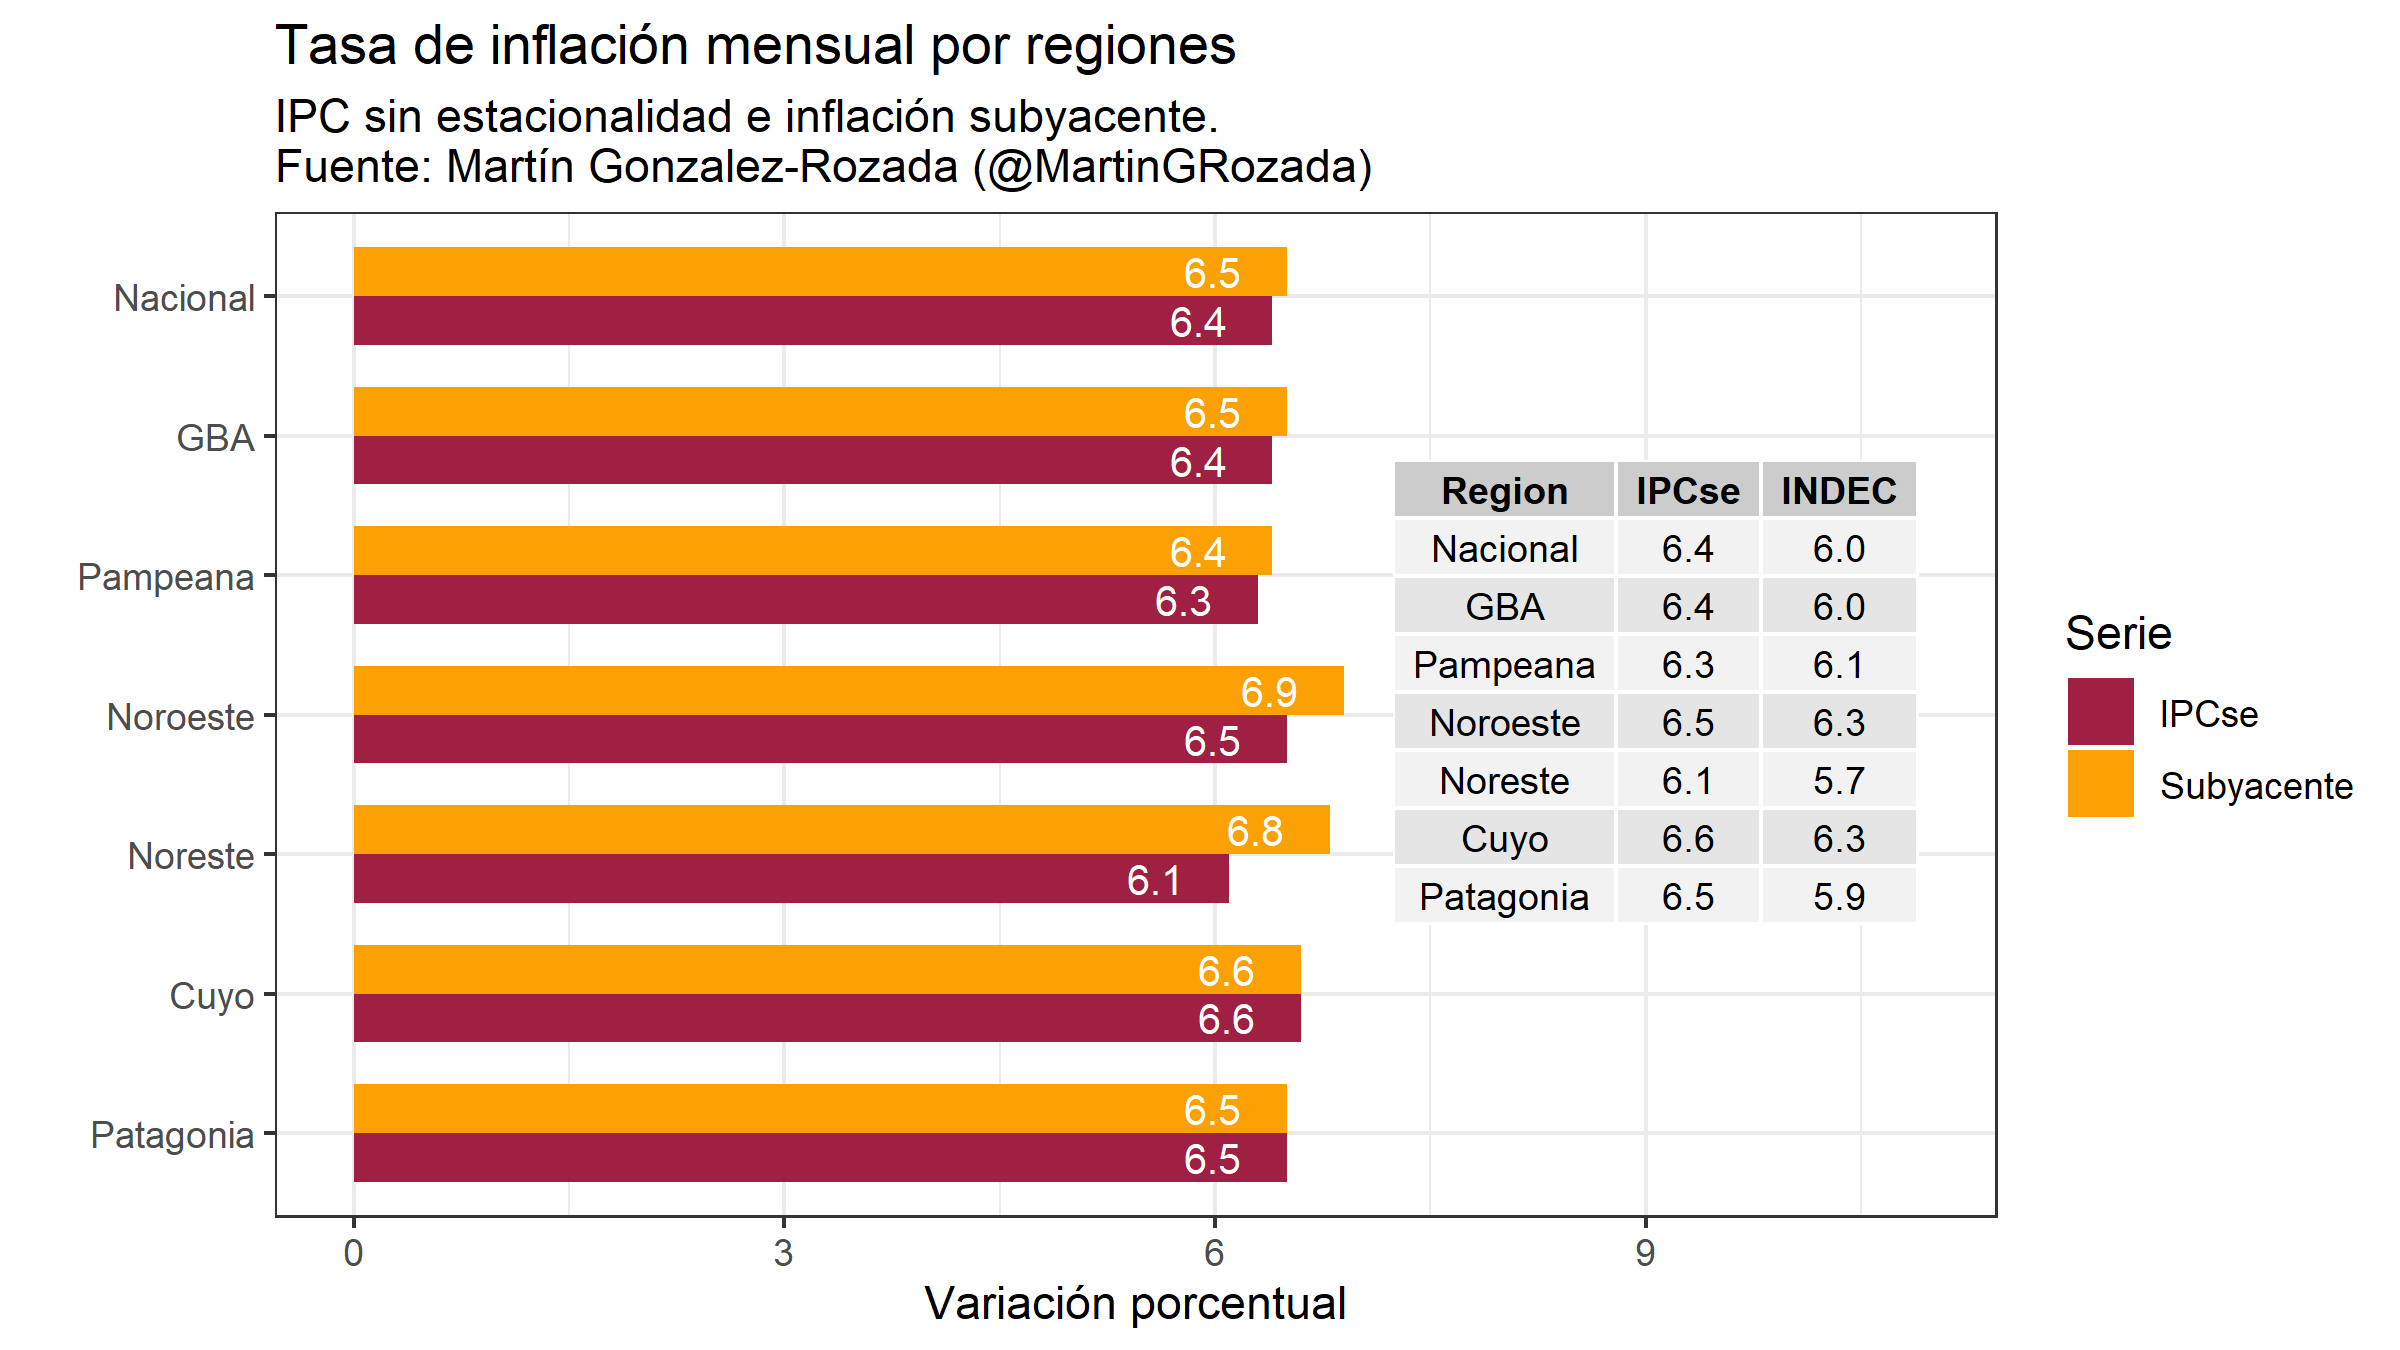 Tasa de inflación mensual por regiones
IPC sin estacionalidad e inflación subyacente.
Fuente: Martín Gonzalez-Rozada (@MartinGRozada)
Nacional
6.5
6.4
GBA
6.5
6.4
Pampeana
6.4
6.3
Noroeste
6.9
6.5
Noreste
6.8
6.1
Cuyo
6.6
6.6
Patagonia
6.5
6.5
Region IPCse INDEC
Nacional 6.4 6.0
GBA 6.4 6.0
Pampeana 6.3 6.1
Noroeste 6.5 6.3
Noreste 6.1 5.7
Cuyo 6.6 6.3
Patagonia 6.5 5.9
Serie
IPCse
Subyacente
0 3 6 9
Variación porcentual